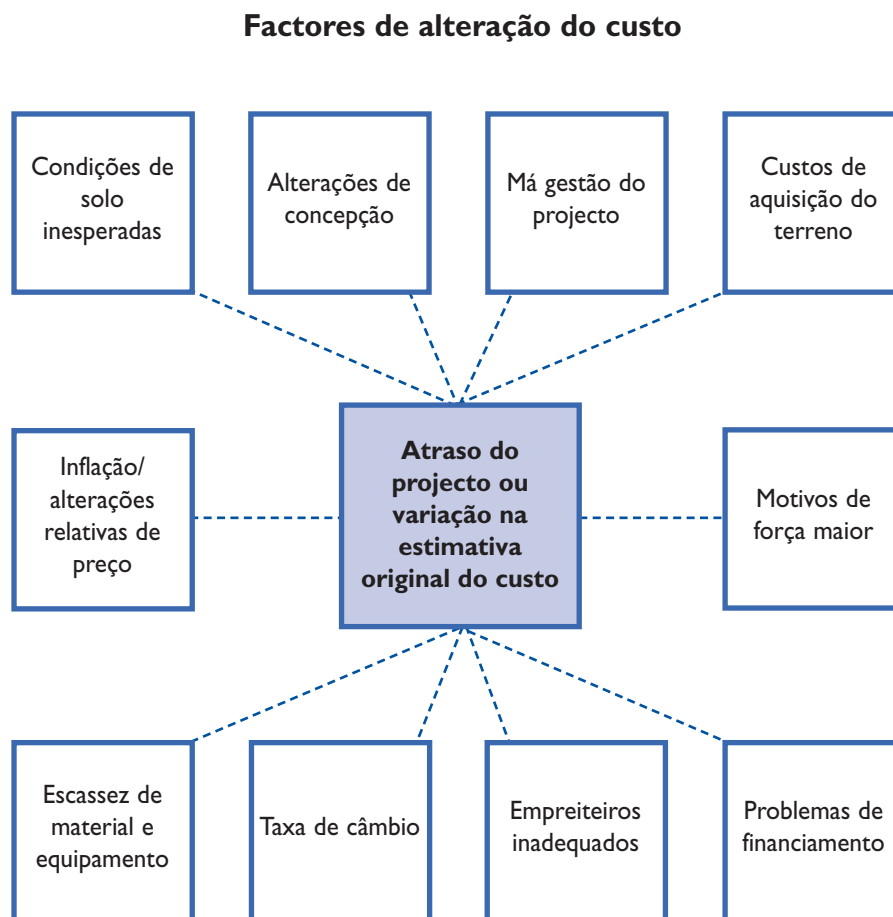 Factores de alteração do custo
Condições de
solo
inesperadas
Alterações de
concepção
Má gestão do
projecto
Custos de
aquisição do
terreno
Inflação/
alterações
relativas de
preço
Atraso do
projecto ou
variação na
estimativa
original do custo
Motivos de
força maior
Escassez de
material e
equipamento
Taxa de câmbio
Empreiteiros
inadequados
Problemas de
financiamento